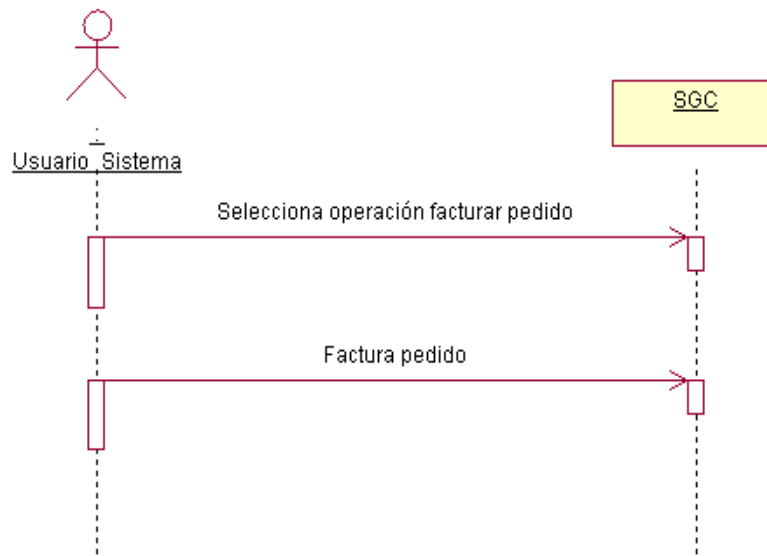 SGC
:
Usuario_Sistema
Selecciona operación facturar pedido
Factura pedido